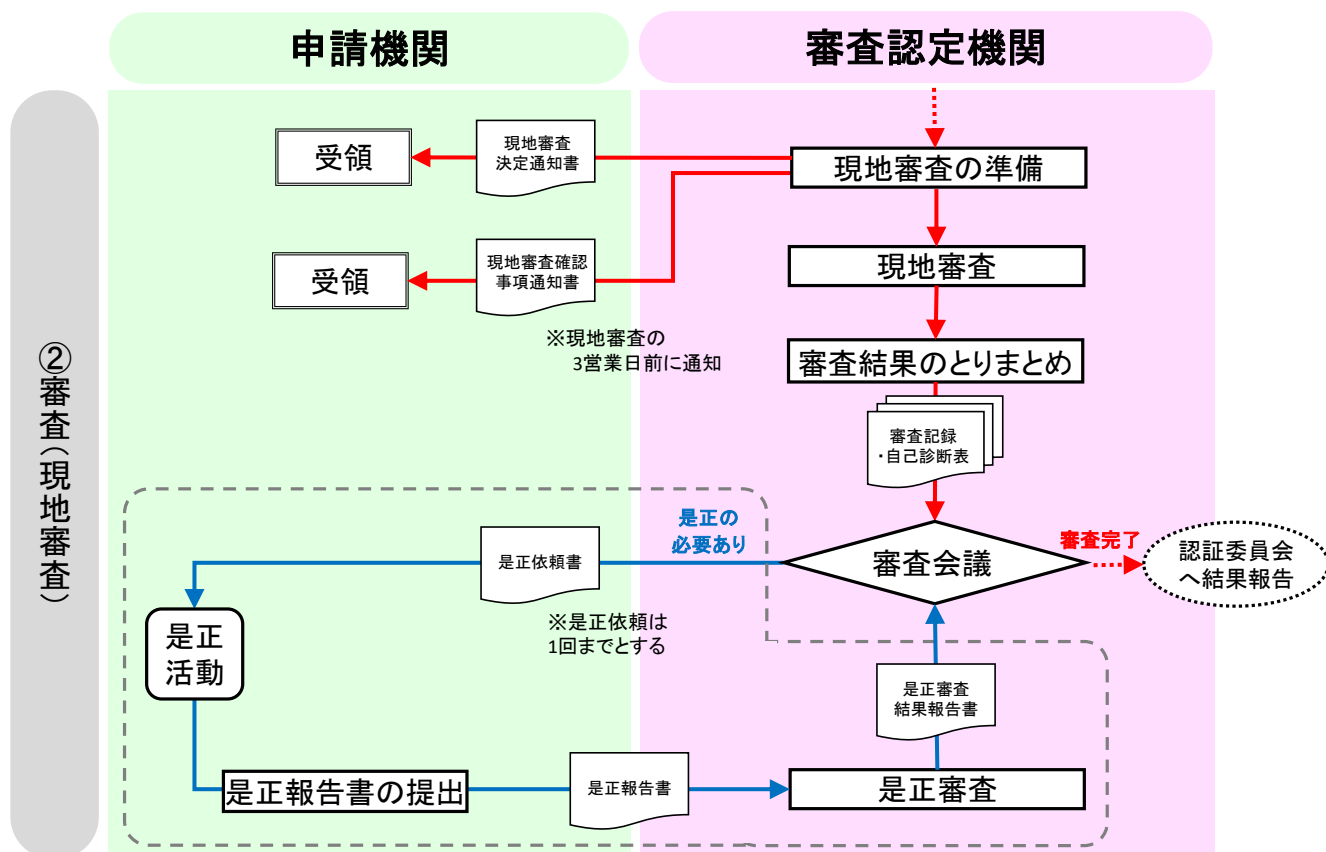 申請機関
審査認定機関
②審査（現地審査）
受領
現地審査
決定通知書
現地審査の準備
受領
現地審査確認
事項通知書
現地審査
※現地審査の
3営業日前に通知
審査結果のとりまとめ
審査記録
・自己診断表
是正の
必要あり
審査会議
審査完了
認証委員会
へ結果報告
是正依頼書
※是正依頼は
1回までとする
是正
活動
是正審査
結果報告書
是正報告書の提出
是正報告書
是正審査